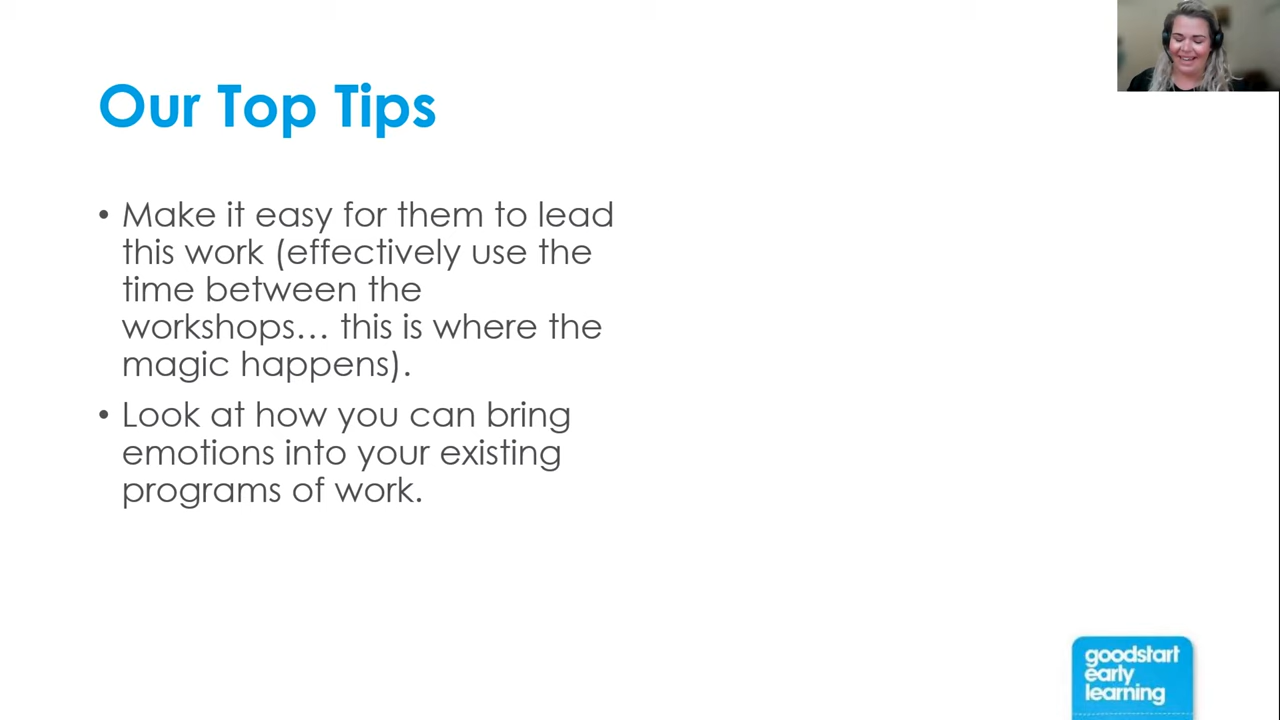 Our Top Tips
• Make it easy for them to lead
this work (effectively use the
time between the
workshops… this is where the
magic happens).
• Look at how you can bring
emotions into your existing
programs of work.
goodstart
early
learning